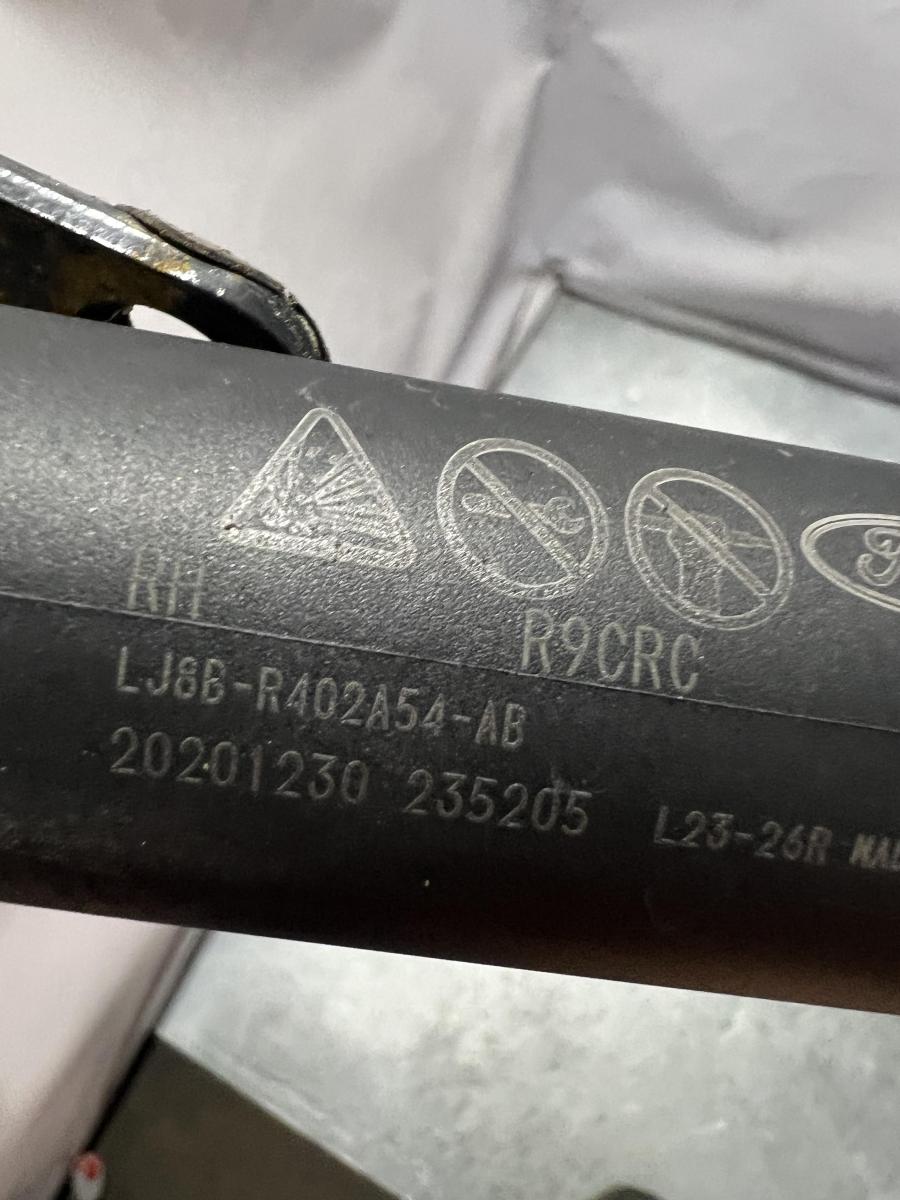 RH
R9CRC
LJ8B-R402A54-AB
20201230 235205
L23-26R